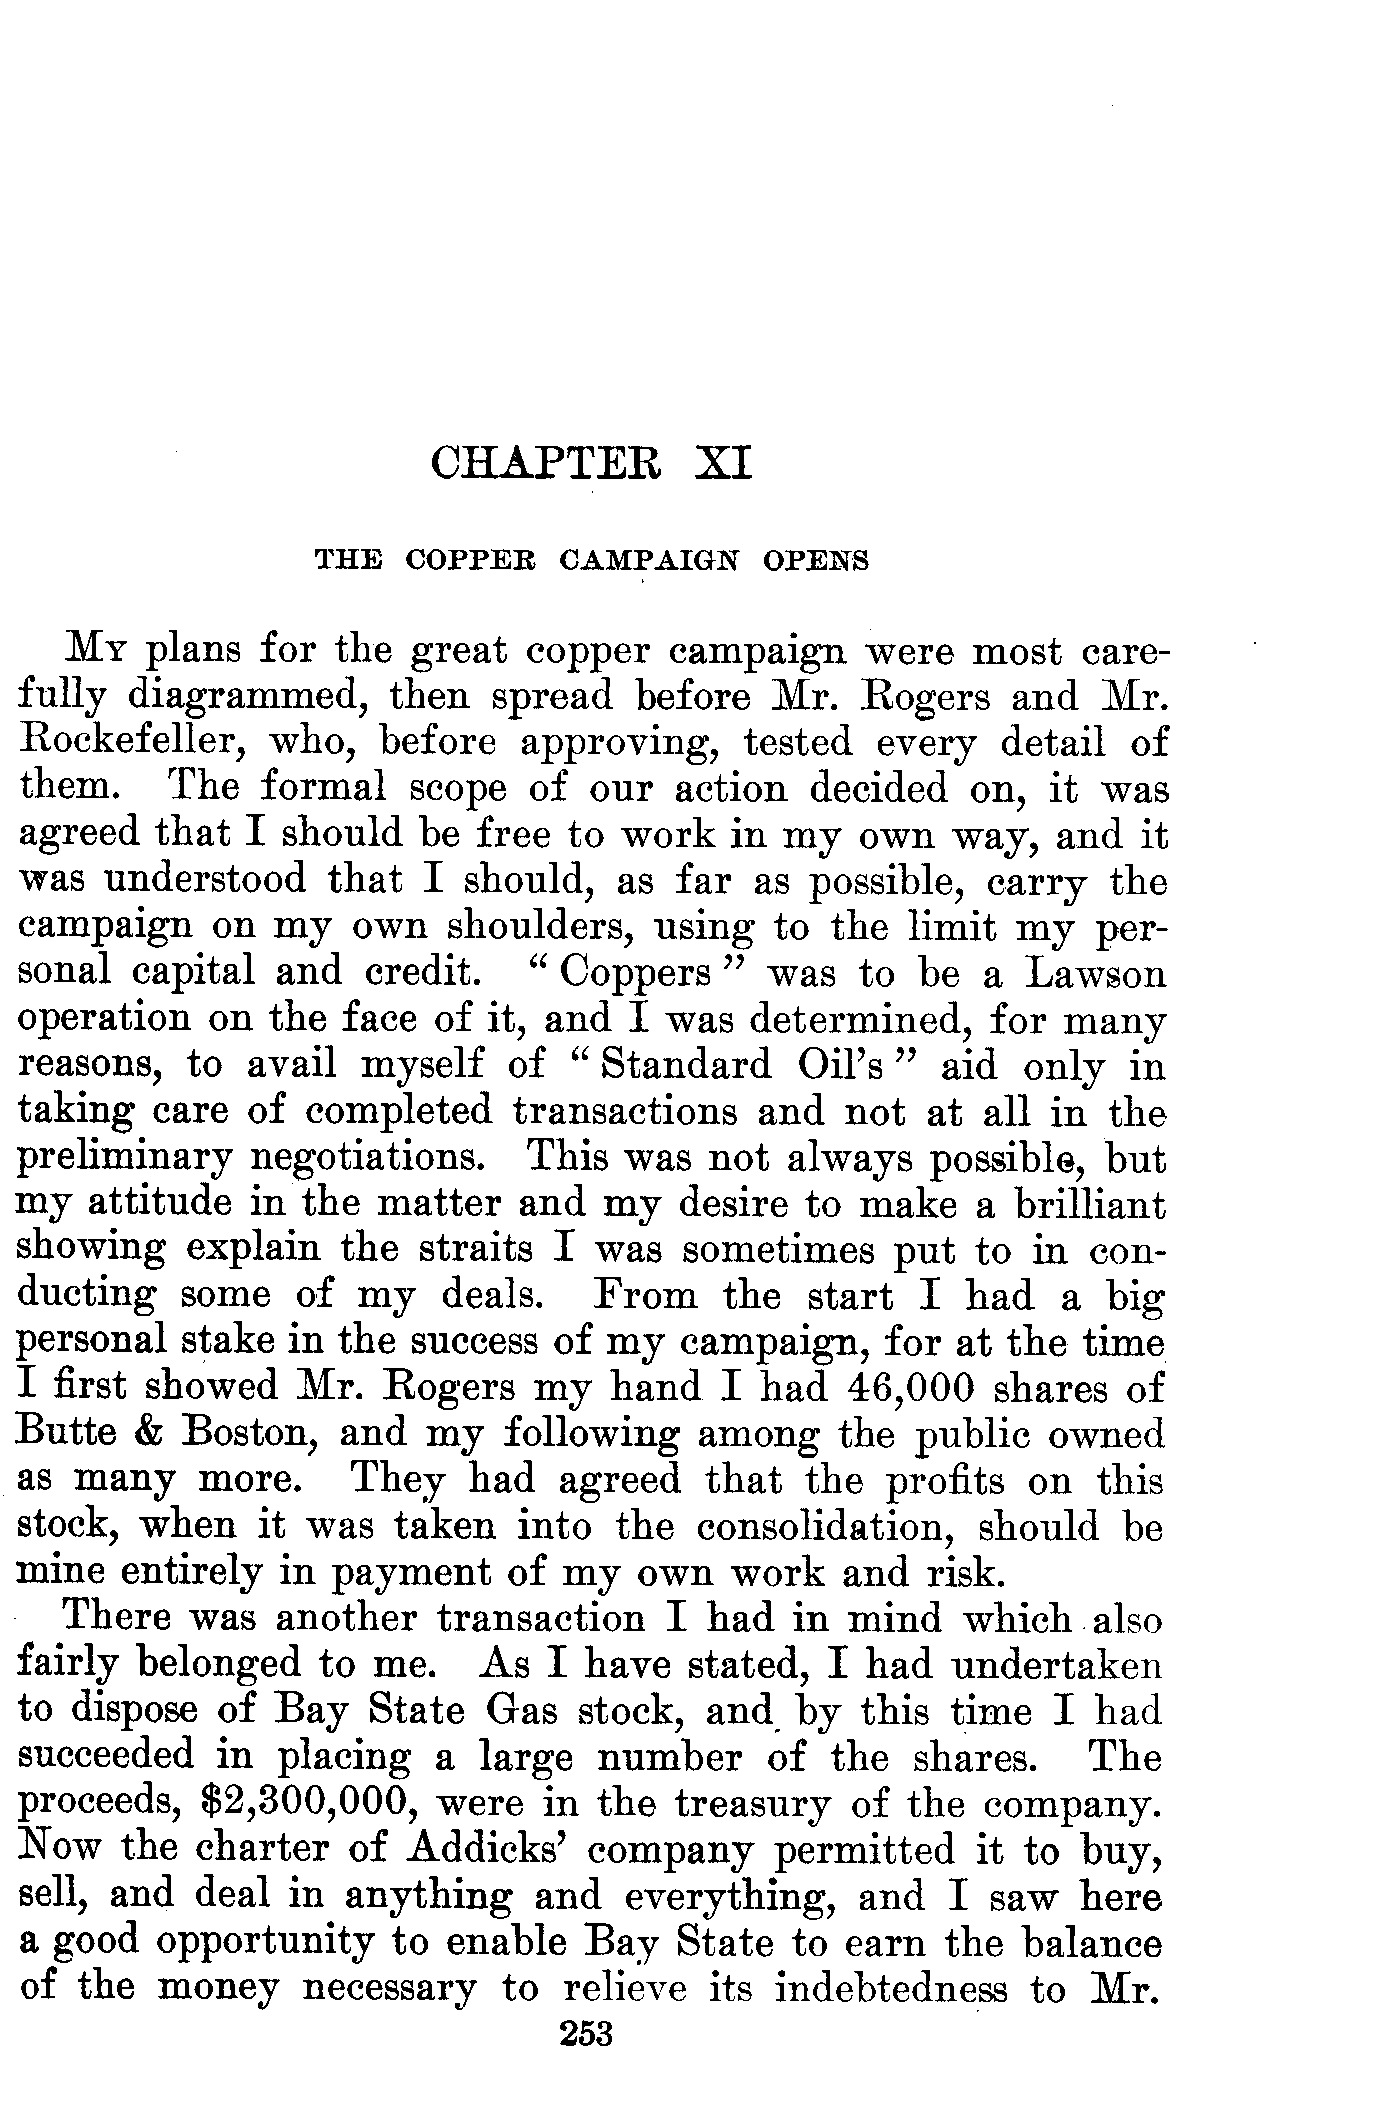 CHAPTER XI
THE COPPER CAMPAIGN OPENS
MY plans for the great copper campaign were most care-
fully diagrammed, then spread before Mr. Rogers and Mr.
Rockefeller, who, before approving, tested every detail of
them. The formal scope of our action decided on, it was
agreed that I should be free to work in my own way, and it
was understood that I should, as far as possible, carry the
campaign on my own shoulders, using to the limit my per-
sonal capital and credit. “Coppers” was to be a Lawson
operation on the face of it, and I was determined, for many
reasons, to avail myself of “Standard Oil’s” aid only in
taking care of completed transactions and not at all in the
preliminary negotiations. This was not always possible, but
my attitude in the matter and my desire to make a brilliant
showing explain the straits I was sometimes put to in con-
ducting some of my deals. From the start I had a big
personal stake in the success of my campaign, for at the time
I first showed Mr. Rogers my hand I had 46,000 shares of
Butte & Boston, and my following among the public owned
as many more. They had agreed that the profits on this
stock, when it was taken into the consolidation, should be
mine entirely in payment of my own work and risk.
There was another transaction I had in mind which also
fairly belonged to me. As I have stated, I had undertaken
to dispose of Bay State Gas stock, and by this time I had
succeeded in placing a large number of the shares. The
proceeds, $2,300,000, were in the treasury of the company.
Now the charter of Addicks’ company permitted it to buy,
sell, and deal in anything and everything, and I saw here
a good opportunity to enable Bay State to earn the balance
of the money necessary to relieve its indebtedness to Mr.
253